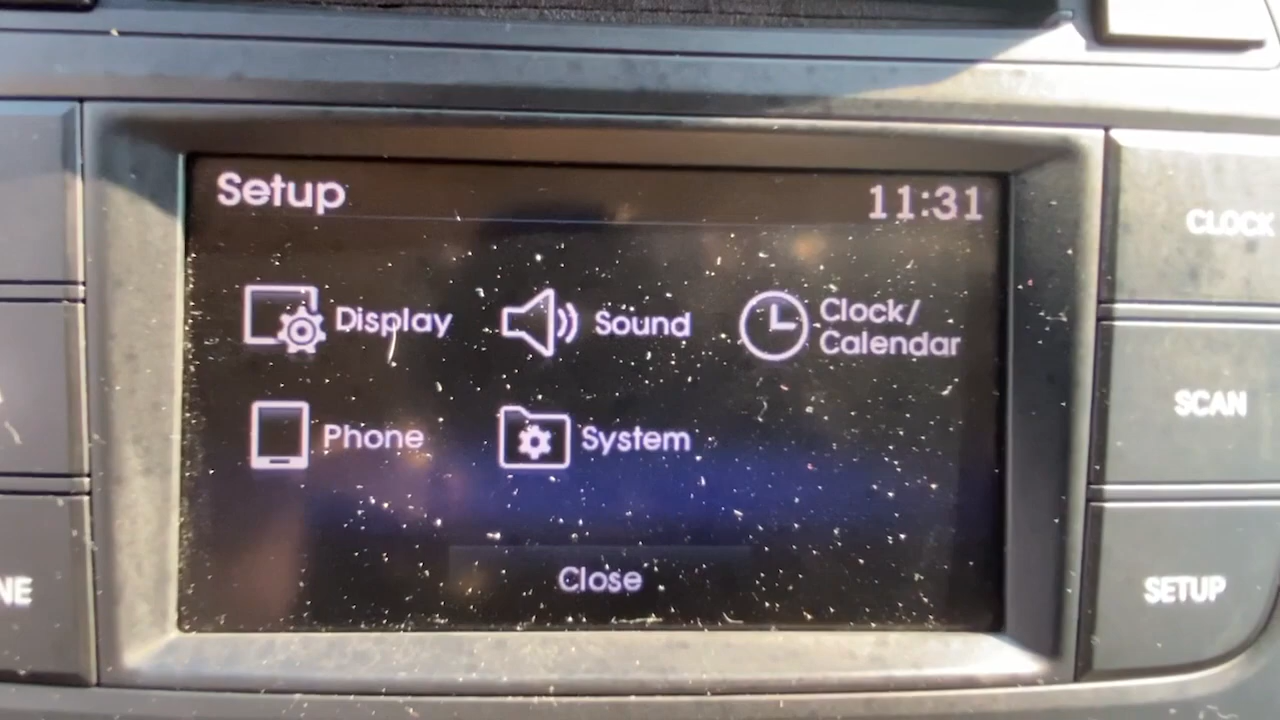 Setup
11:31
Display
Sound
Clock/
Calendar
Phone
System
Close
CLOCK
SCAN
SETUP
NE